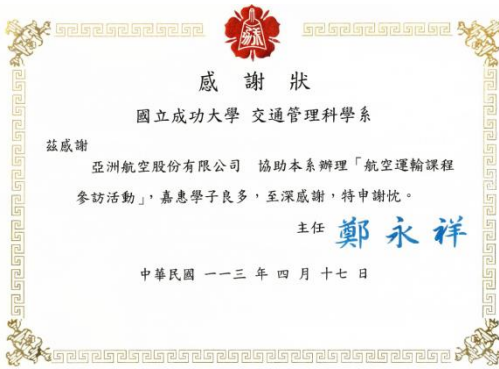 感謝狀
國立成功大學 交通管理科學系
茲感謝
亞洲航空股份有限公司 協助本系辦理「航空運輸課程
參訪活動」，嘉惠學子良多，至深感謝，特申謝忱。
主任 鄭永祥
中華民國 一一三 年 四 月 十七 日